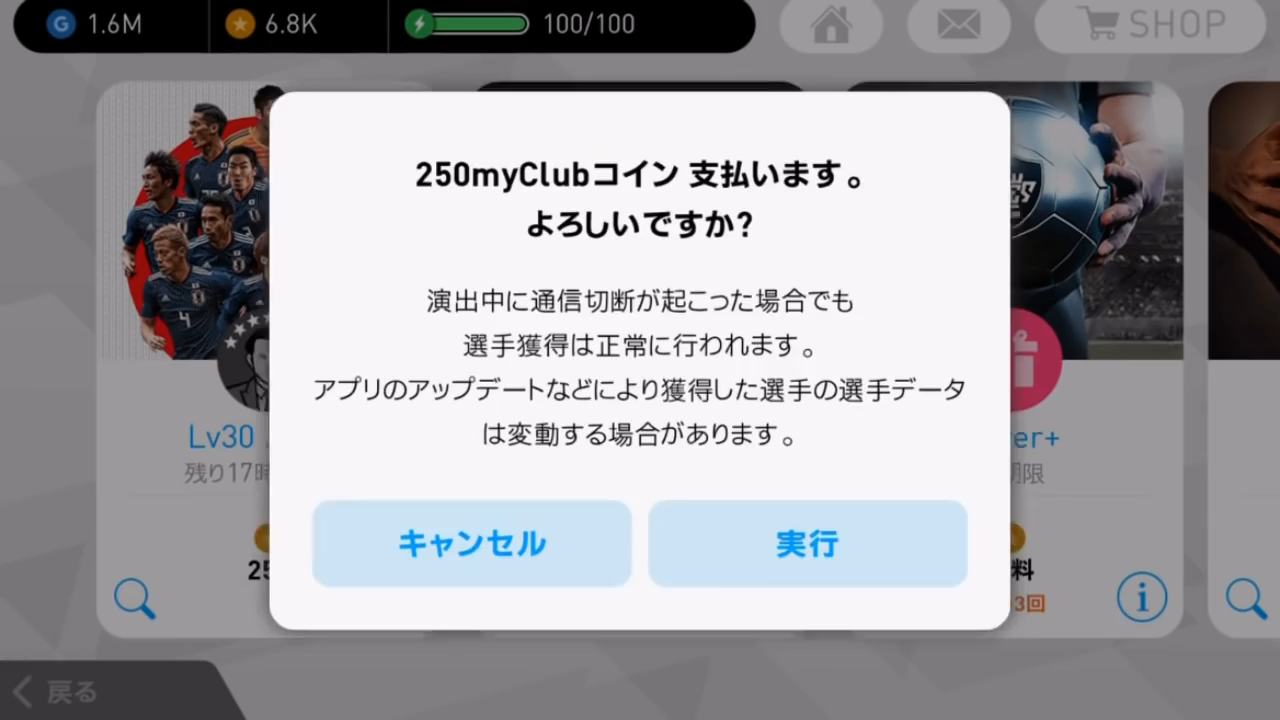 1.6M
6.8K
100/100
SHOP
250myClubコイン 支払います。
よろしいですか?
演出中に通信切断が起こった場合でも
選手獲得は正常に行われます。
アプリのアップデートなどにより獲得した選手の選手データ
は変動する場合があります。
キャンセル
実行
Lv30
残り17時
25
er+
期限
料
3回
戻る